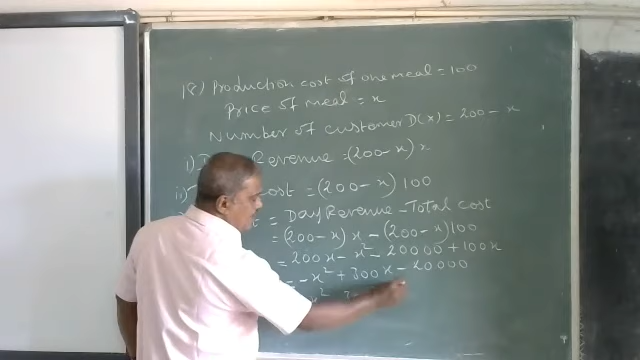 18) Production cost of one meal = 100
Price of meal = x
Number of customer D(x) = 200 - x
i) Revenue = (200 - x) x
ii) Cost = (200 - x) 100
= Day Revenue - Total cost
= (200 - x) x - (200 - x) 100
= 200x - x² - 20000 + 100x
= - x² + 300x - 20000
x²